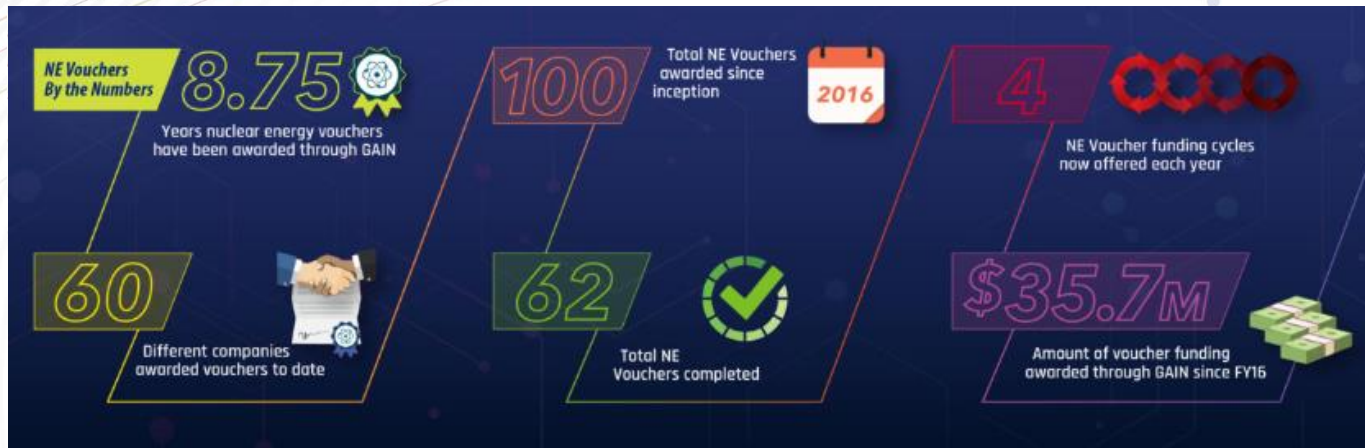 NE Vouchers
By the Numbers
8.75
Years nuclear energy vouchers
have been awarded through GAIN
60
Different companies
awarded vouchers to date
100
Total NE Vouchers
awarded since
inception
2016
62
Total NE
Vouchers completed
4
NE Voucher funding cycles
now offered each year
$35.7M
Amount of voucher funding
awarded through GAIN since FY16